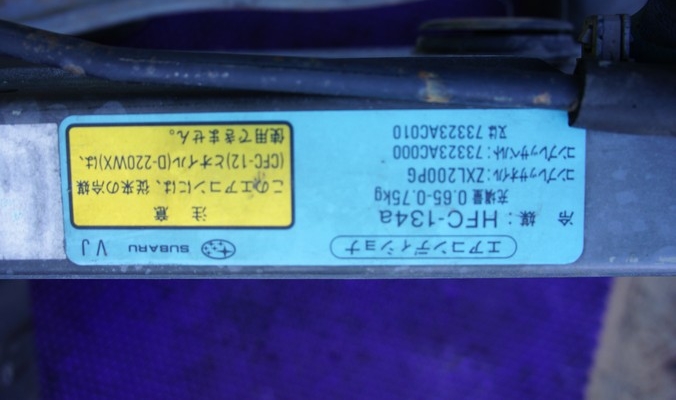 エアコンディショナ
冷 媒：HFC-134a
充填量 0.65-0.75kg
コンプレッサオイル：ZXL200PG
コンプレッサベルト：73323AC000
又は 73323AC010
SUBARU VJ
注 意
このエアコンには、従来の冷媒
(CFC-12)とオイル(D-220WX)は、
使用できません。